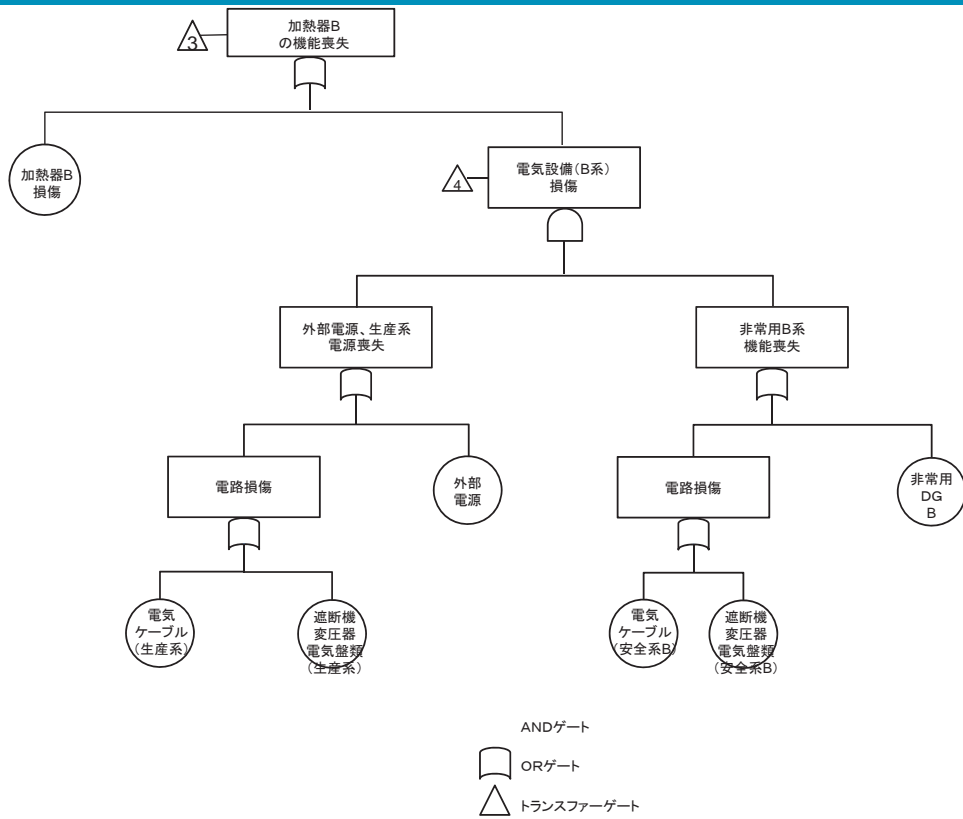 加熱器B
の機能喪失
3
加熱器B
損傷
電気設備(B系)
損傷
4
外部電源、生産系
電源喪失
非常用B系
機能喪失
電路損傷
外部
電源
電路損傷
非常用
DG
B
電気
ケーブル
(生産系)
遮断機
変圧器
電気盤類
(生産系)
電気
ケーブル
(安全系B)
遮断機
変圧器
電気盤類
(安全系B)
ANDゲート
ORゲート
トランスファーゲート